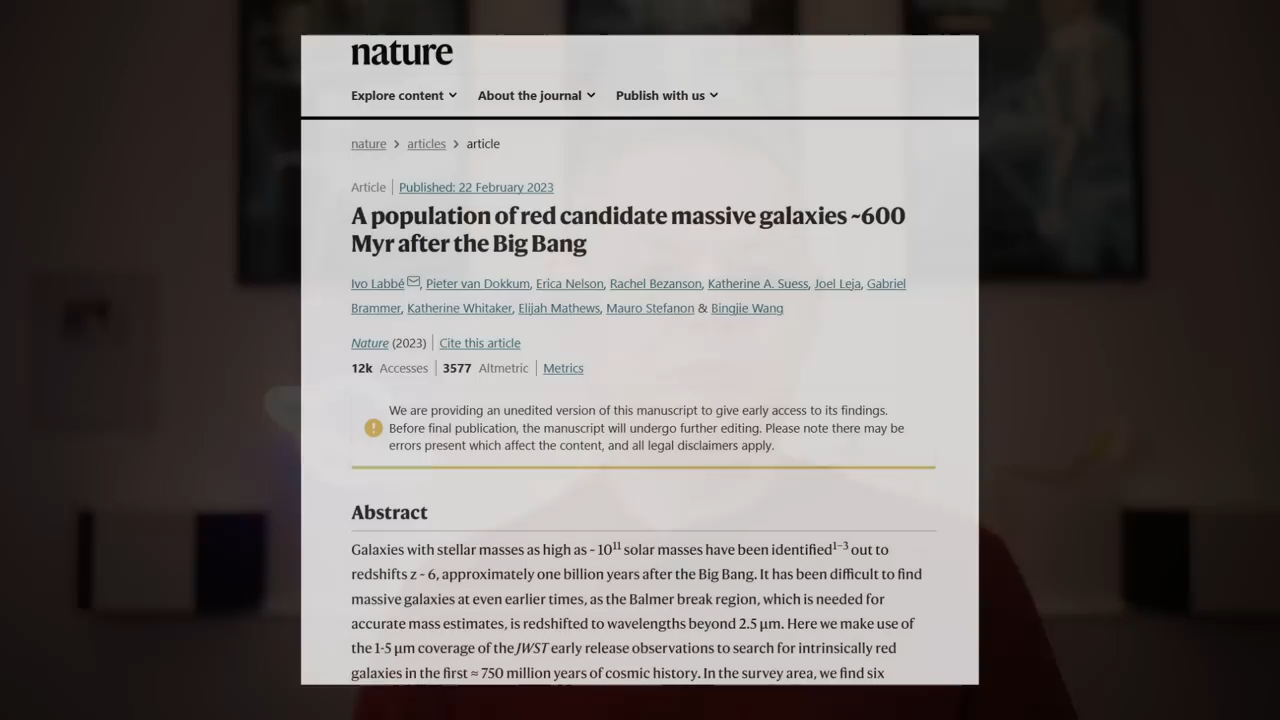 nature
Explore content
About the journal
Publish with us
nature > articles > article
Article | Published: 22 February 2023
A population of red candidate massive galaxies ~600
Myr after the Big Bang
Ivo Labbé, Pieter van Dokkum, Erica Nelson, Rachel Bezanson, Katherine A. Suess, Joel Leja, Gabriel
Brammer, Katherine Whitaker, Elijah Mathews, Mauro Stefanon & Bingjie Wang
Nature (2023) | Cite this article
12k Accesses | 3577 Altmetric | Metrics
We are providing an unedited version of this manuscript to give early access to its findings.
Before final publication, the manuscript will undergo further editing. Please note there may be
errors present which affect the content, and all legal disclaimers apply.
Abstract
Galaxies with stellar masses as high as ~ 10¹¹ solar masses have been identified¹⁻³ out to
redshifts z ~ 6, approximately one billion years after the Big Bang. It has been difficult to find
massive galaxies at even earlier times, as the Balmer break region, which is needed for
accurate mass estimates, is redshifted to wavelengths beyond 2.5 μm. Here we make use of
the 1-5 μm coverage of the JWST early release observations to search for intrinsically red
galaxies in the first ≈ 750 million years of cosmic history. In the survey area, we find six